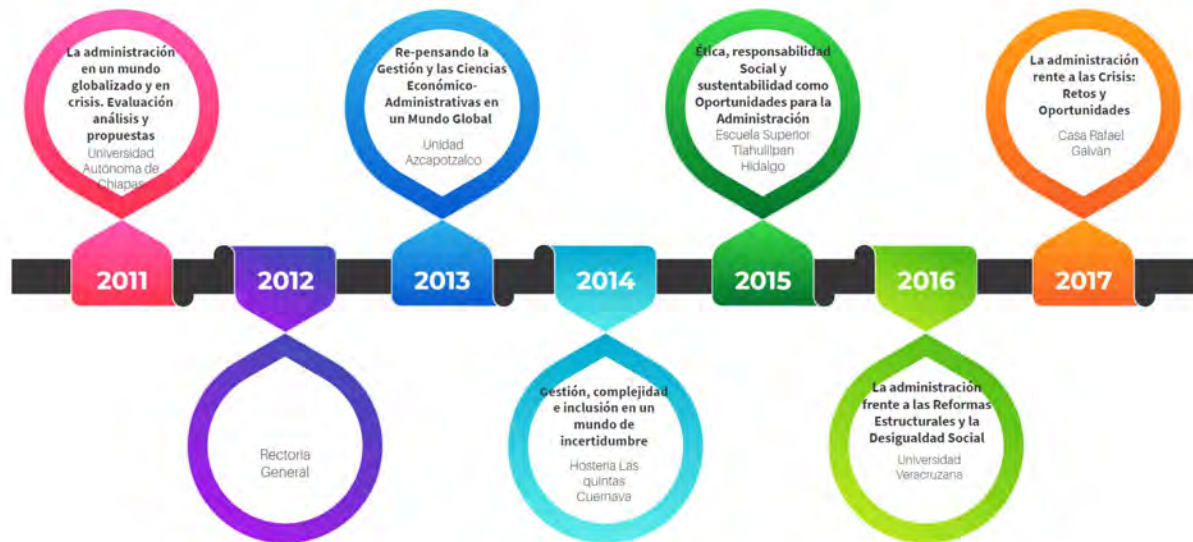 La administración
en un mundo
globalizado y en
crisis. Evaluación
análisis y
propuestas
Universidad
Autónoma de
Chiapas
Re-pensando la
Gestión y las Ciencias
Económico-
Administrativas en
un Mundo Global
Unidad
Azcapotzalco
Ética, responsabilidad
Social y
sustentabilidad como
Oportunidades para la
Administración
Escuela Superior
Tlahuilipan
Hidalgo
La administración
rente a las Crisis:
Retos y
Oportunidades
Casa Rafael
Galván
2011
2012
2013
2014
2015
2016
2017
Rectoria
General
Gestión, complejidad
e inclusión en un
mundo de
incertidumbre
Hosteria Las
quintas
Cuernava
La administración
frente a las Reformas
Estructurales y la
Desigualdad Social
Universidad
Veracruzana